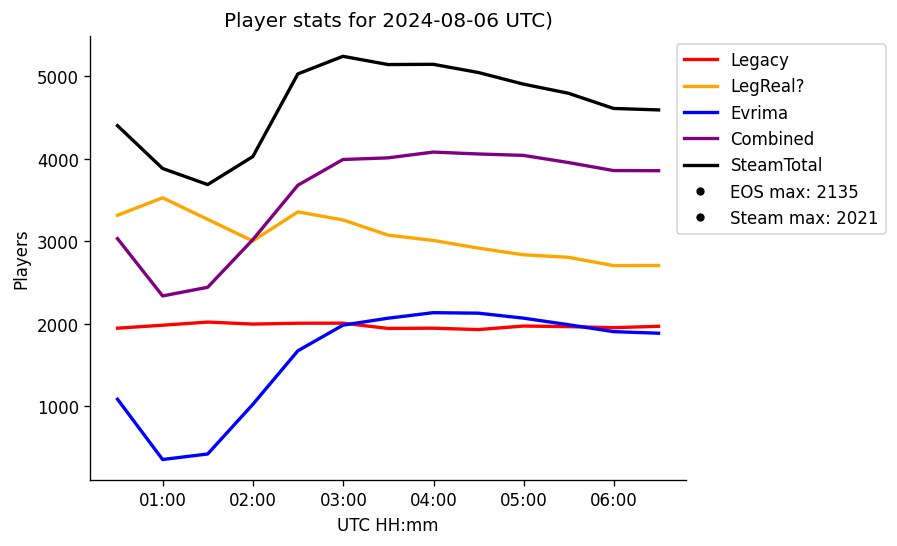 Player stats for 2024-08-06 UTC)
Legacy
LegReal?
Evrima
Combined
SteamTotal
EOS max: 2135
Steam max: 2021
Players
5000
4000
3000
2000
1000
01:00 02:00 03:00 04:00 05:00 06:00
UTC HH:mm